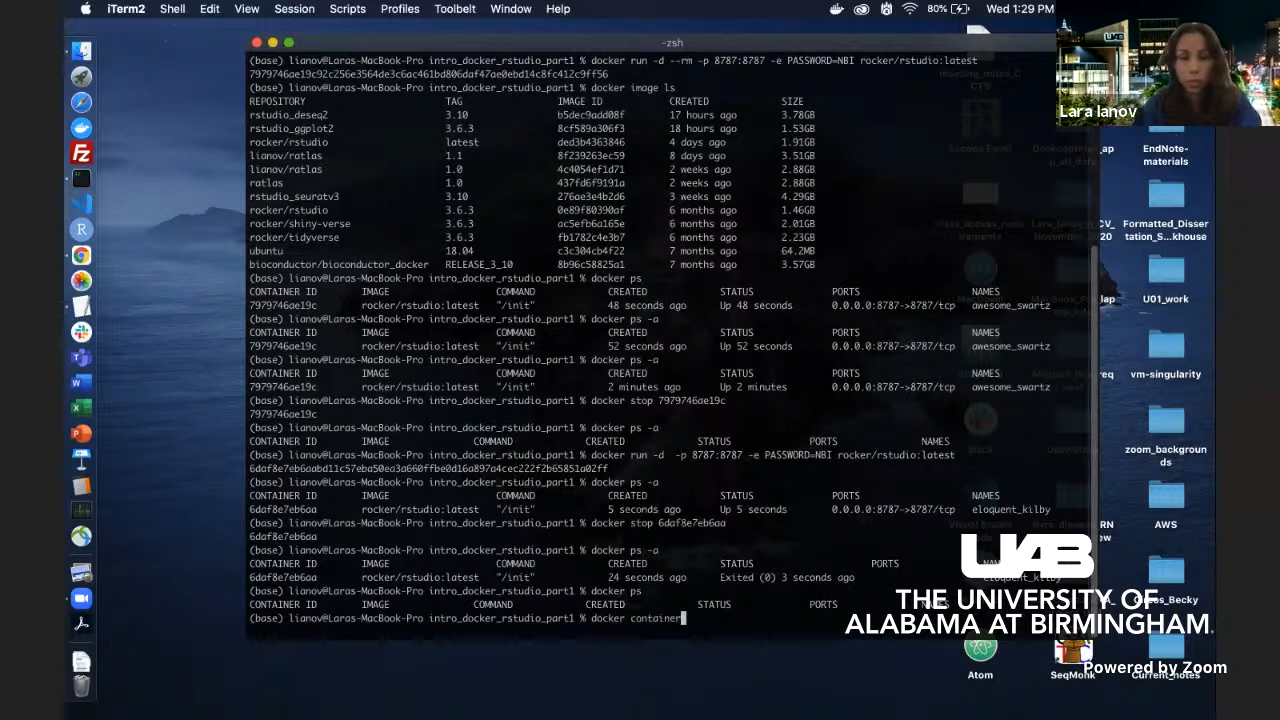 iTerm2 Shell Edit View Session Scripts Profiles Toolbelt Window Help 80% Wed 1:29 PM
-zsh
(base) lianov@Laras-MacBook-Pro intro_docker_rstudio_part1 % docker run -d --rm -p 8787:8787 -e PASSWORD=NBI rocker/rstudio:latest
7979746ae19c92c256e3564de3c6ac461bd806daf47ae0ebd14c8fc412c9ff56
(base) lianov@Laras-MacBook-Pro intro_docker_rstudio_part1 % docker image ls
REPOSITORY TAG IMAGE ID CREATED SIZE
rstudio_deseq2 3.10 b5dec9add08f 17 hours ago 3.78GB
rstudio_ggplot2 3.6.3 8cf589a306f3 18 hours ago 1.53GB
rocker/rstudio latest ded3b4363846 4 days ago 1.91GB
lianov/ratlas 1.1 8f239263ec59 8 days ago 3.51GB
lianov/ratlas 1.0 4c4054ef1d71 2 weeks ago 2.88GB
ratlas 1.0 437fd6f9191a 2 weeks ago 2.88GB
rstudio_seuratv3 3.10 276ae3e4b2d6 3 weeks ago 4.29GB
rocker/rstudio 3.6.3 0e89f80390af 6 months ago 1.46GB
rocker/shiny-verse 3.6.3 ac5efb6a165e 6 months ago 2.01GB
rocker/tidyverse 3.6.3 fb1782c4e3b7 6 months ago 2.23GB
ubuntu 18.04 c3c304cb4f22 7 months ago 64.2MB
bioconductor/bioconductor_docker RELEASE_3_10 8b96c58825a1 7 months ago 3.57GB
(base) lianov@Laras-MacBook-Pro intro_docker_rstudio_part1 % docker ps
CONTAINER ID IMAGE COMMAND CREATED STATUS PORTS NAMES
7979746ae19c rocker/rstudio:latest "/init" 48 seconds ago Up 48 seconds 0.0.0.0:8787->8787/tcp awesome_swartz
(base) lianov@Laras-MacBook-Pro intro_docker_rstudio_part1 % docker ps -a
CONTAINER ID IMAGE COMMAND CREATED STATUS PORTS NAMES
7979746ae19c rocker/rstudio:latest "/init" 52 seconds ago Up 52 seconds 0.0.0.0:8787->8787/tcp awesome_swartz
(base) lianov@Laras-MacBook-Pro intro_docker_rstudio_part1 % docker ps -a
CONTAINER ID IMAGE COMMAND CREATED STATUS PORTS NAMES
7979746ae19c rocker/rstudio:latest "/init" 2 minutes ago Up 2 minutes 0.0.0.0:8787->8787/tcp awesome_swartz
(base) lianov@Laras-MacBook-Pro intro_docker_rstudio_part1 % docker stop 7979746ae19c
7979746ae19c
(base) lianov@Laras-MacBook-Pro intro_docker_rstudio_part1 % docker ps -a
CONTAINER ID IMAGE COMMAND CREATED STATUS PORTS NAMES
(base) lianov@Laras-MacBook-Pro intro_docker_rstudio_part1 % docker run -d -p 8787:8787 -e PASSWORD=NBI rocker/rstudio:latest
6daf8e7eb6aabd11c57eba50ea3a660ffbe0d16a897a4cec222f2b65851a02ff
(base) lianov@Laras-MacBook-Pro intro_docker_rstudio_part1 % docker ps -a
CONTAINER ID IMAGE COMMAND CREATED STATUS PORTS NAMES
6daf8e7eb6aa rocker/rstudio:latest "/init" 5 seconds ago Up 5 seconds 0.0.0.0:8787->8787/tcp eloquent_kilby
(base) lianov@Laras-MacBook-Pro intro_docker_rstudio_part1 % docker stop 6daf8e7eb6aa
6daf8e7eb6aa
(base) lianov@Laras-MacBook-Pro intro_docker_rstudio_part1 % docker ps -a
CONTAINER ID IMAGE COMMAND CREATED STATUS PORTS
6daf8e7eb6aa rocker/rstudio:latest "/init" 24 seconds ago Exited (0) 3 seconds ago eloquent_kilby
(base) lianov@Laras-MacBook-Pro intro_docker_rstudio_part1 % docker ps
CONTAINER ID IMAGE COMMAND CREATED STATUS PORTS
(base) lianov@Laras-MacBook-Pro intro_docker_rstudio_part1 % docker container
UAB
Lara Ianov
EndNote-
materials
Formatted_Disser
tation_S...khouse
U01_work
vm-singularity
zoom_backgroun
ds
AWS
UAB
THE UNIVERSITY OF
ALABAMA AT BIRMINGHAM.
Powered by Zoom
Atom
SeqMonk
Current_notes